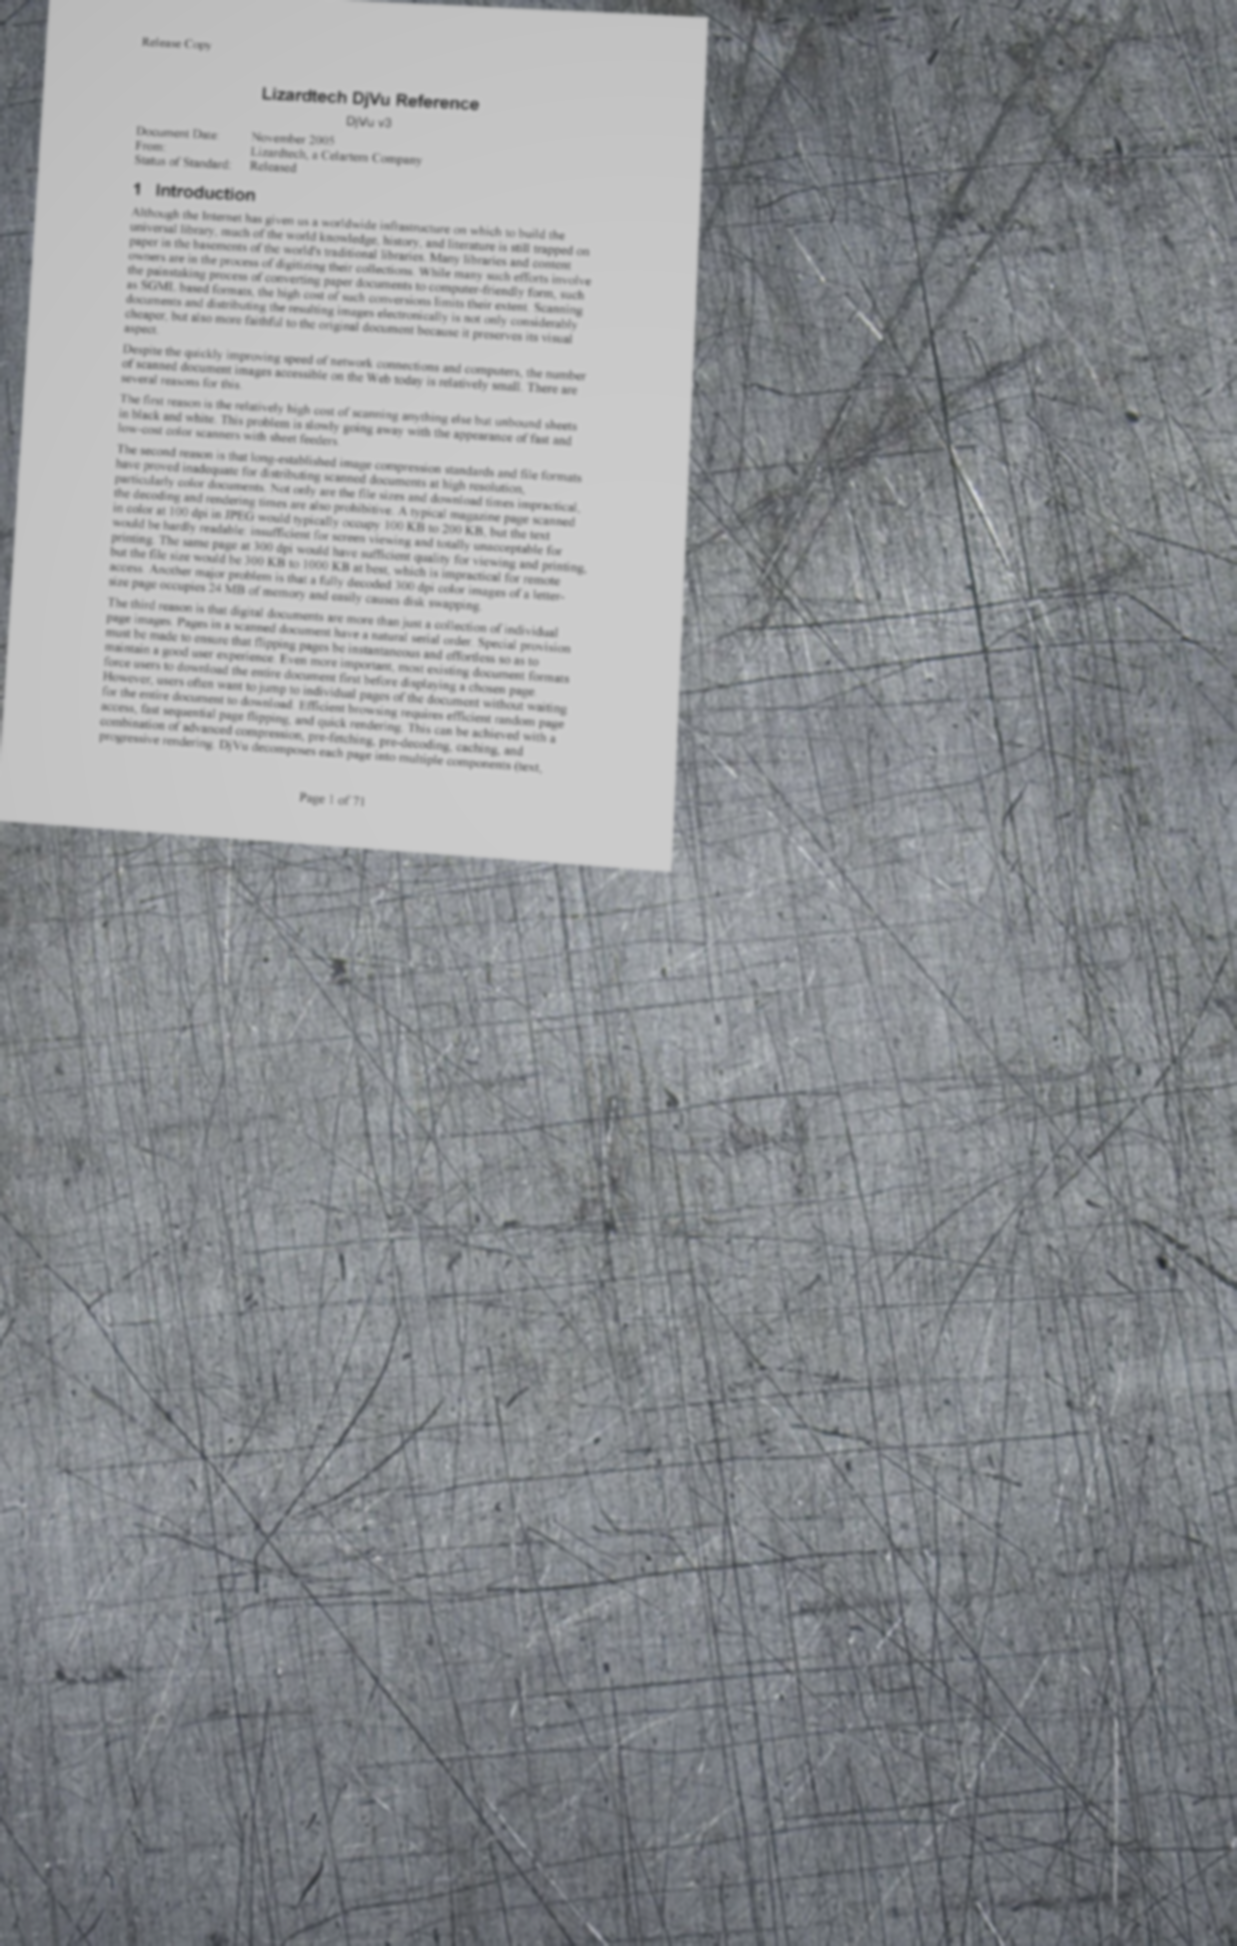 Release Copy
Lizardtech DjVu Reference
DjVu v3
Document Date: November 2005
From: Lizardtech, a Celartem Company
Status of Standard: Released
1 Introduction
Although the Internet has given us a worldwide infrastructure on which to build the
universal library, much of the world knowledge, history, and literature is still trapped on
paper in the basements of the world's traditional libraries. Many libraries and content
owners are in the process of digitizing their collections. While many such efforts involve
the painstaking process of converting paper documents to computer-friendly form, such
as SGML based formats, the high cost of such conversions limits their extent. Scanning
documents and distributing the resulting images electronically is not only considerably
cheaper, but also more faithful to the original document because it preserves its visual
aspect.
Despite the quickly improving speed of network connections and computers, the number
of scanned document images accessible on the Web today is relatively small. There are
several reasons for this.
The first reason is the relatively high cost of scanning anything else but unbound sheets
in black and white. This problem is slowly going away with the appearance of fast and
low-cost color scanners with sheet feeders.
The second reason is that long-established image compression standards and file formats
have proved inadequate for distributing scanned documents at high resolution,
particularly color documents. Not only are the file sizes and download times impractical,
the decoding and rendering times are also prohibitive. A typical magazine page scanned
in color at 100 dpi in JPEG would typically occupy 100 KB to 200 KB, but the text
would be hardly readable: insufficient for screen viewing and totally unacceptable for
printing. The same page at 300 dpi would have sufficient quality for viewing and printing,
but the file size would be 300 KB to 1000 KB at best, which is impractical for remote
access. Another major problem is that a fully decoded 300 dpi color images of a letter-
size page occupies 24 MB of memory and easily causes disk swapping.
The third reason is that digital documents are more than just a collection of individual
page images. Pages in a scanned document have a natural serial order. Special provision
must be made to ensure that flipping pages be instantaneous and effortless so as to
maintain a good user experience. Even more important, most existing document formats
force users to download the entire document first before displaying a chosen page.
However, users often want to jump to individual pages of the document without waiting
for the entire document to download. Efficient browsing requires efficient random page
access, fast sequential page flipping, and quick rendering. This can be achieved with a
combination of advanced compression, pre-fetching, pre-decoding, caching, and
progressive rendering. DjVu decomposes each page into multiple components (text,
Page 1 of 71